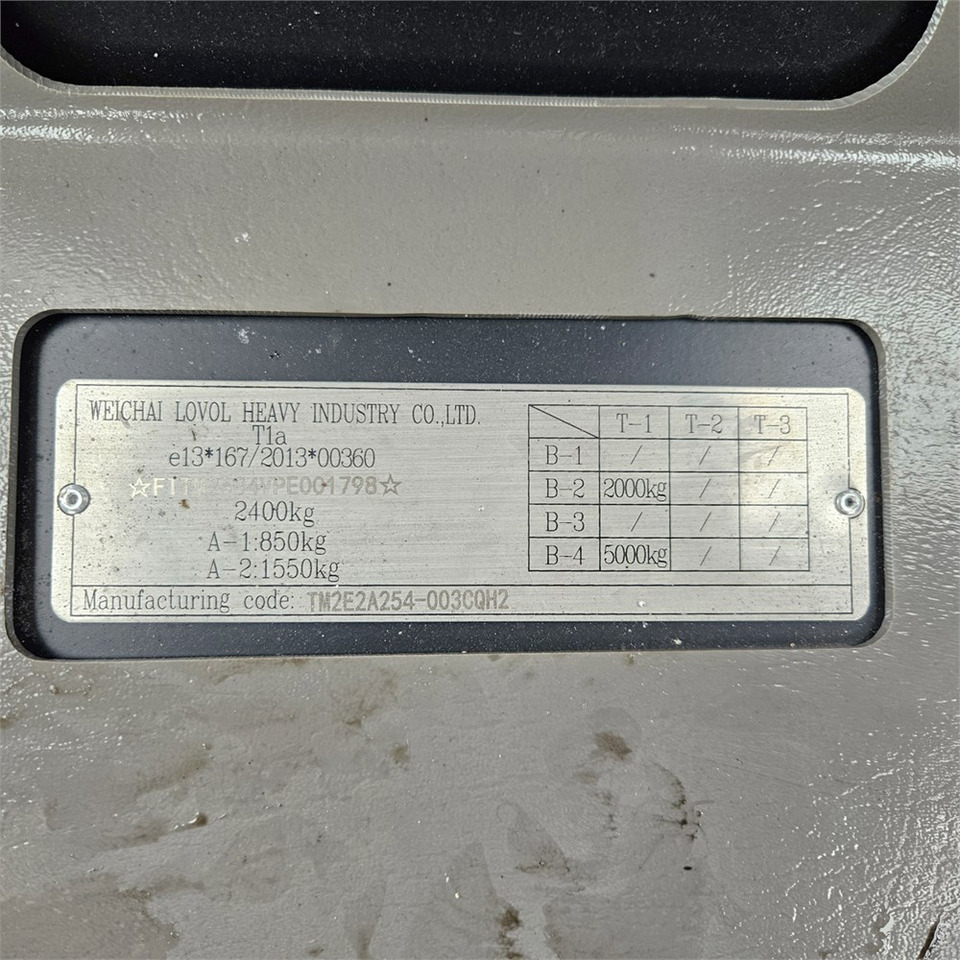 WEICHAI LOVOL HEAVY INDUSTRY CO.,LTD.
T1a
e13*167/2013*00360
2400kg
A-1:850kg
A-2:1550kg
T-1 T-2 T-3
B-1 / / /
B-2 2000kg / /
B-3 / / /
B-4 5000kg / /
Manufacturing code: TM2E2A254-003CQH2